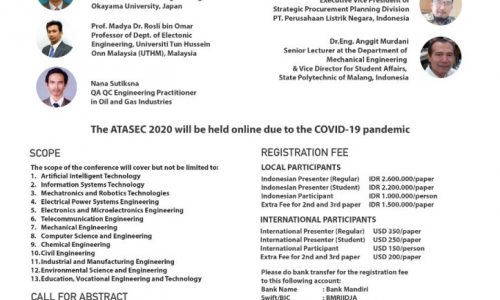 Okayama University, Japan
Prof. Madya Dr. Rosli bin Omar
Professor of Dept. of Electonic
Engineering, Universiti Tun Hussein
Onn Malaysia (UTHM), Malaysia
Nana Sutiksna
QA QC Engineering Practitioner
in Oil and Gas Industries
Executive Vice President of
Strategic Procurement Planning Division
PT. Perusahaan Listrik Negara, Indonesia
Dr.Eng. Anggit Murdani
Senior Lecturer at the Department of
Mechanical Engineering
& Vice Director for Student Affairs,
State Polytechnic of Malang, Indonesia
The ATASEC 2020 will be held online due to the COVID-19 pandemic
SCOPE
The scope of the conference will cover but not be limited to:
1. Artificial Intelligent Technology
2. Information Systems Technology
3. Mechatronics and Robotics Technologies
4. Electrical Power Systems Engineering
5. Electronics and Microelectronics Engineering
6. Telecommunication Engineering
7. Mechanical Engineering
8. Computer Science and Engineering
9. Chemical Engineering
10. Civil Engineering
11. Industrial and Manufacturing Engineering
12. Environmental Science and Engineering
13. Education, Vocational Engineering and Technology
CALL FOR ABSTRACT
REGISTRATION FEE
LOCAL PARTICIPANTS
Indonesian Presenter (Regular) IDR 2.600.000/paper
Indonesian Presenter (Student) IDR 2.200.000/paper
Indonesian Participant IDR 1.000.000/person
Extra Fee for 2nd and 3rd paper IDR 1.500.000/paper
INTERNATIONAL PARTICIPANTS
International Presenter (Regular) USD 350/paper
International Presenter (Student) USD 250/paper
International Participant USD 150/person
Extra Fee for 2nd and 3rd paper USD 200/paper
Please do bank transfer for the registration fee
to this following account:
Bank Name : Bank Mandiri
Swift/BIC : BMRIIDJA